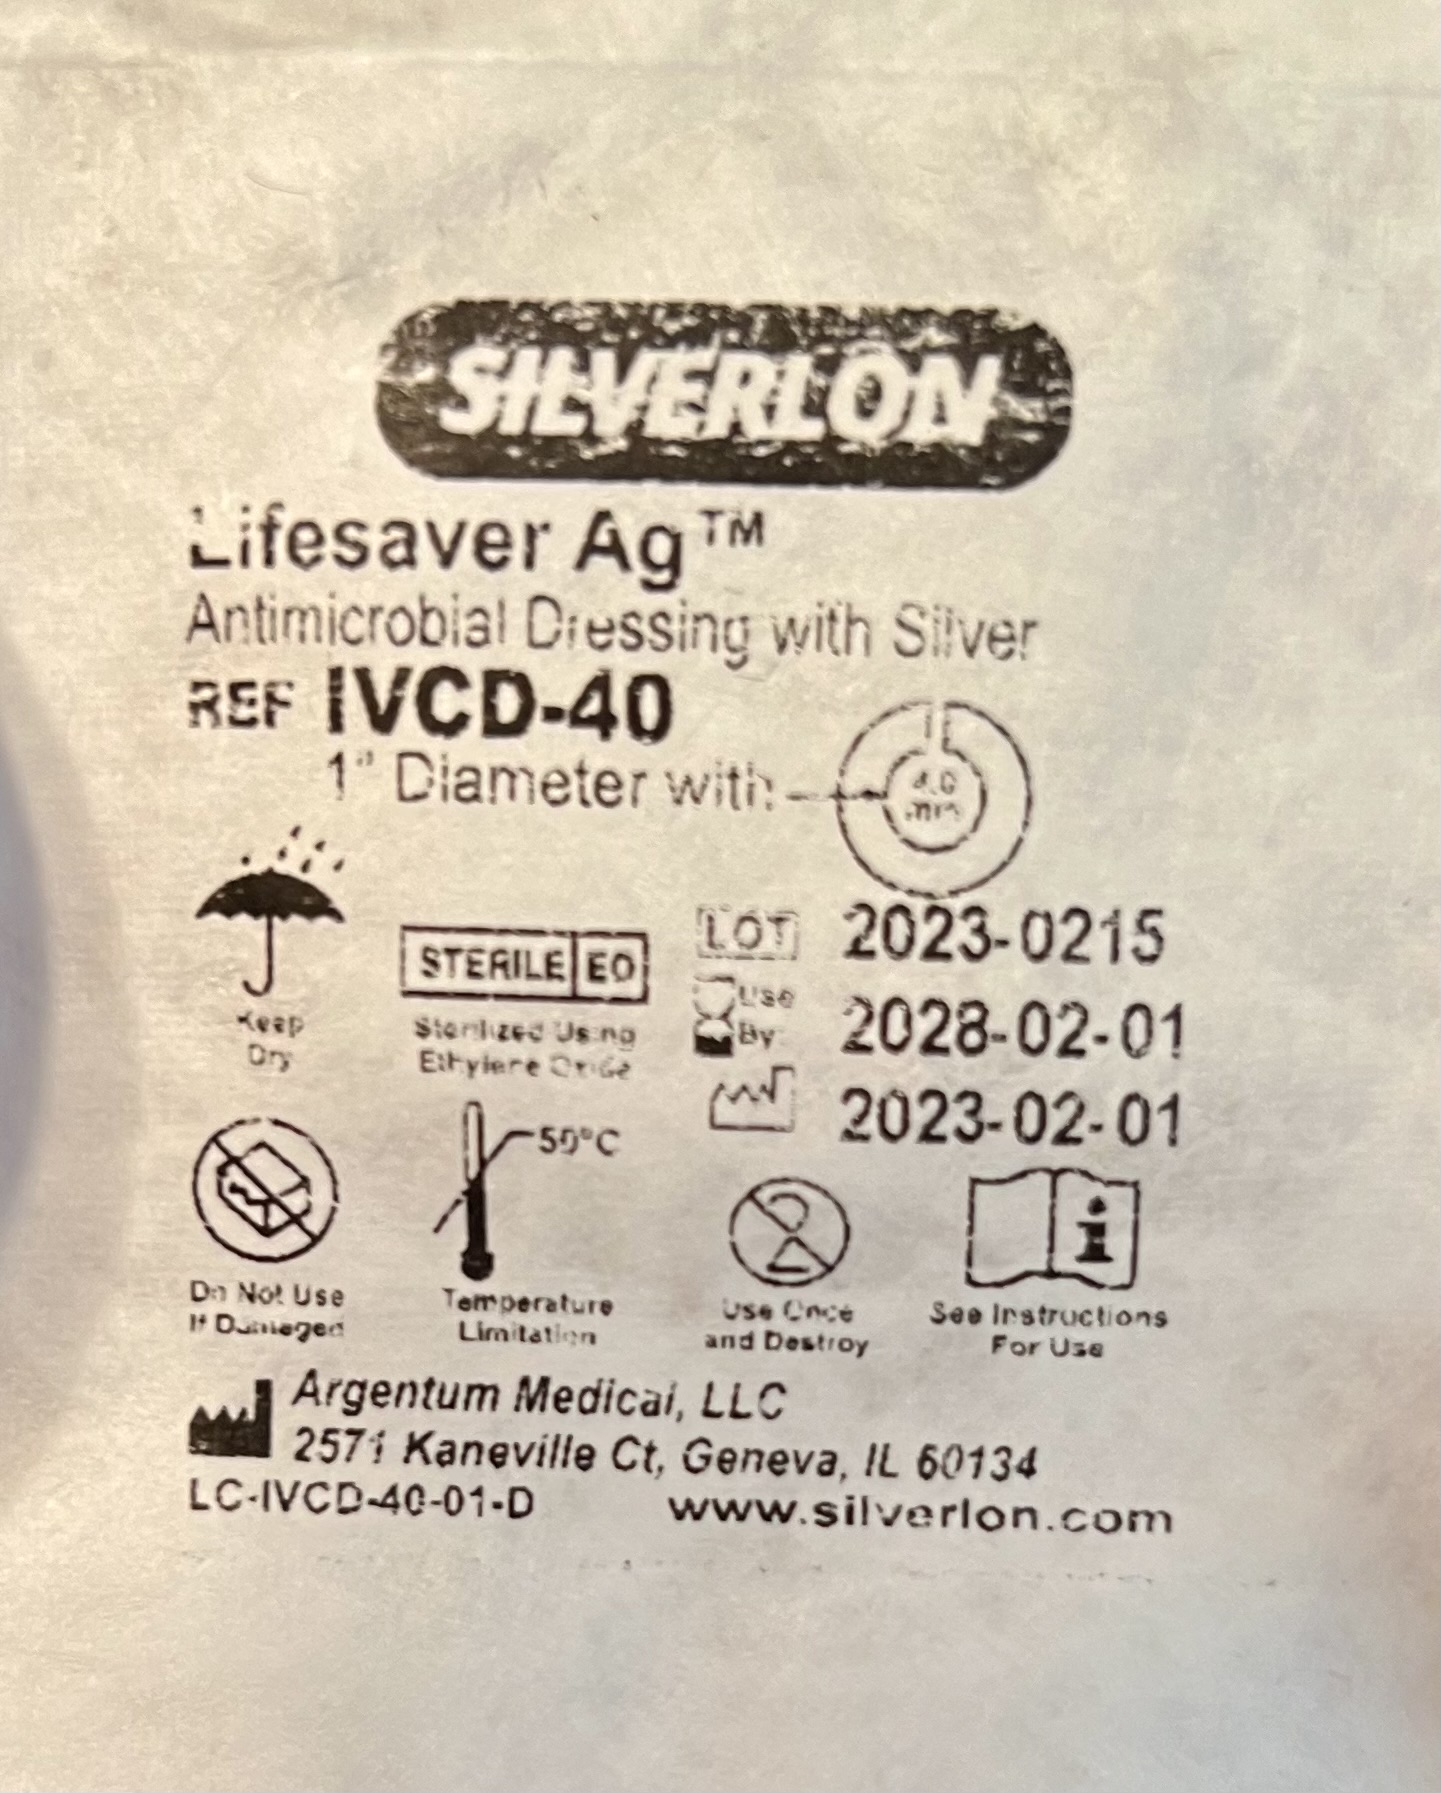 SILVERLON
Lifesaver Ag™
Antimicrobial Dressing with Silver
REF IVCD-40
1" Diameter with
4.0
mm
Keep
Dry
STERILE EO
Sterilized Using
Ethylene Oxide
LOT 2023-0215
Use
By 2028-02-01
2023-02-01
Do Not Use
If Damaged
50°C
Temperature
Limitation
2
Use Once
and Destroy
i
See Instructions
For Use
Argentum Medical, LLC
2571 Kaneville Ct, Geneva, IL 60134
LC-IVCD-40-01-D www.silverlon.com